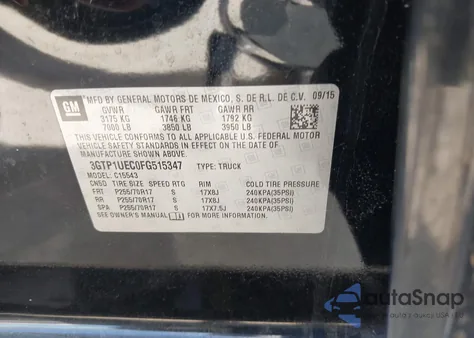 GM
MFD BY GENERAL MOTORS DE MEXICO, S. DE R.L. DE C.V. 09/15
GVWR GAWR FRT GAWR RR
3175 KG 1746 KG 1792 KG
7000 LB 3850 LB 3950 LB
THIS VEHICLE CONFORMS TO ALL APPLICABLE U.S. FEDERAL MOTOR
VEHICLE SAFETY STANDARDS IN EFFECT ON THE DATE OF
MANUFACTURE SHOWN ABOVE.
3GTP1UEC0FG515347 TYPE: TRUCK
MODEL: C15543
CNSD TIRE SIZE SPEED RTG RIM COLD TIRE PRESSURE
FRT P255/70R17 S 17X8J 240KPA(35PSI)
RR P255/70R17 S 17X8J 240KPA(35PSI)
SPA P255/70R17 S 17X7.5J 240KPA(35PSI)
SEE OWNER'S MANUAL FOR ADDITIONAL INFORMATION.
autoSnap